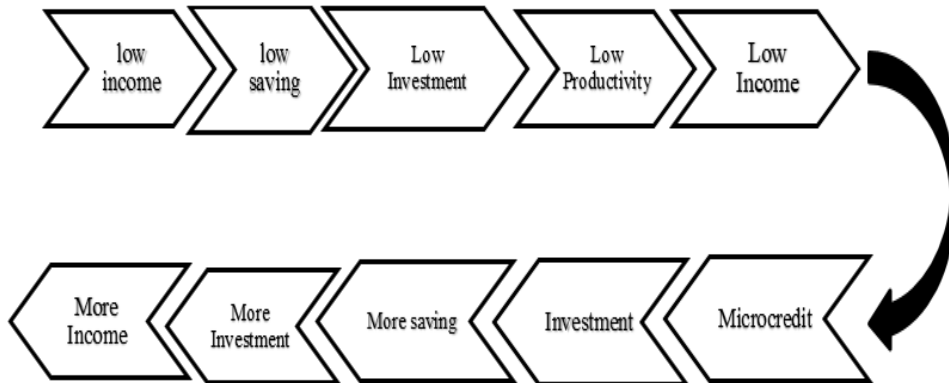 low
income
low
saving
Low
Investment
Low
Productivity
Low
Income
Microcredit
Investment
More saving
More
Investment
More
Income